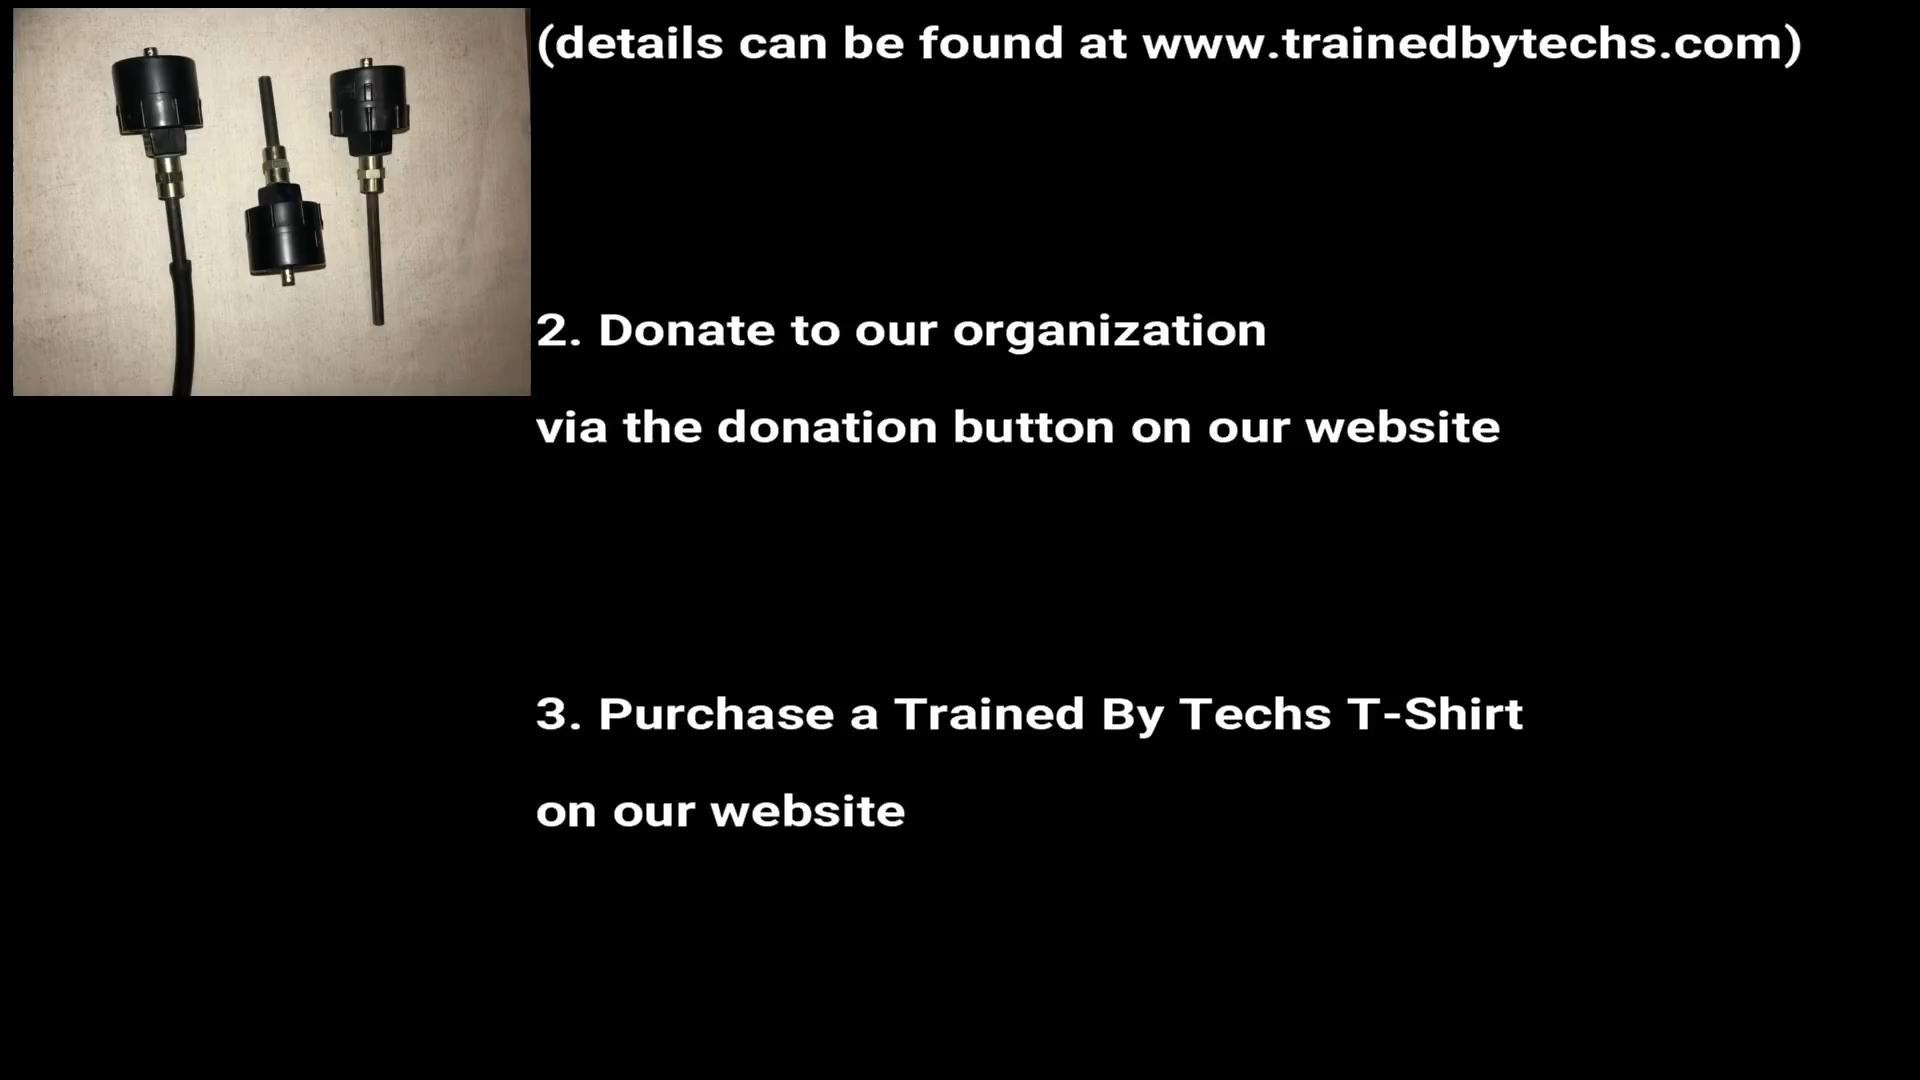 (details can be found at www.trainedbytechs.com)
2. Donate to our organization
via the donation button on our website
3. Purchase a Trained By Techs T-Shirt
on our website